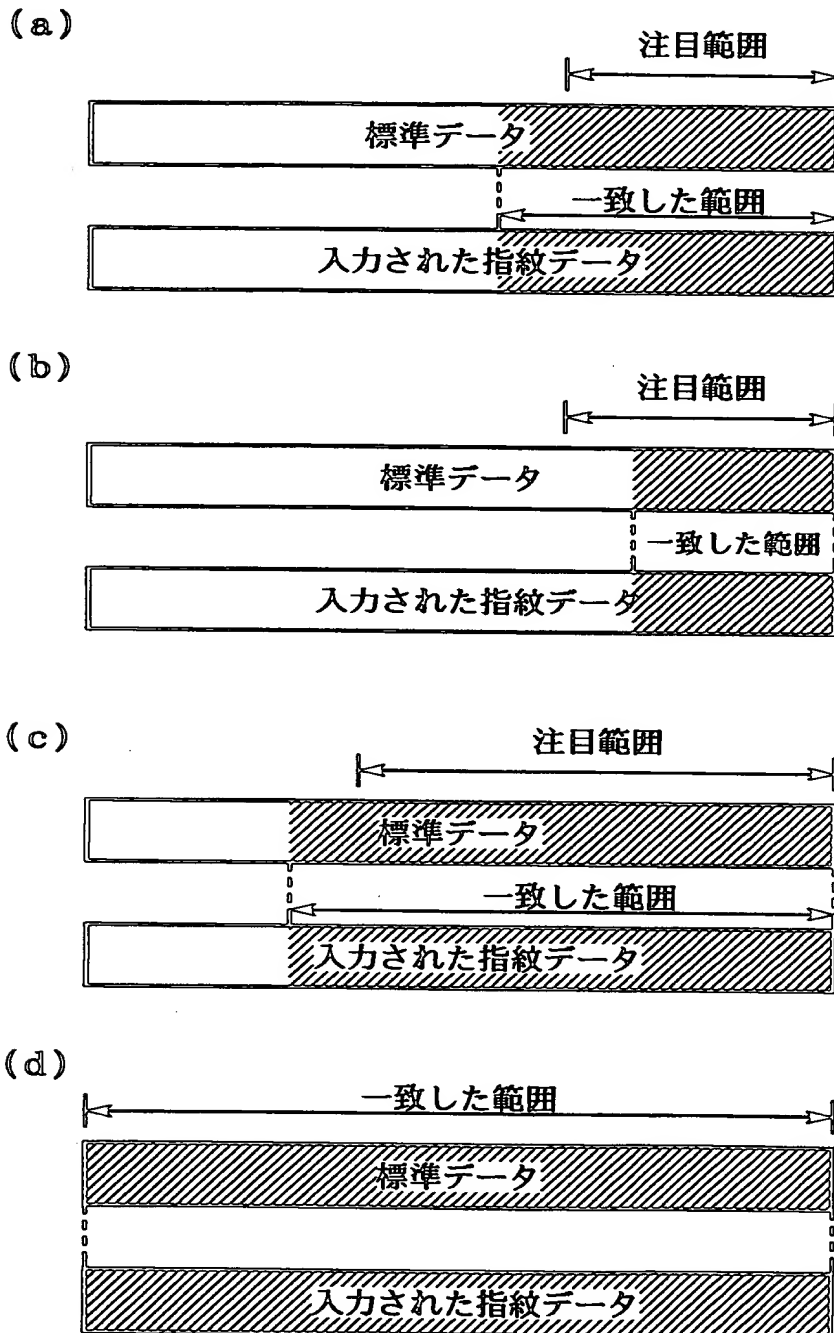 (a)
注目範囲
標準データ
一致した範囲
入力された指紋データ
(b)
注目範囲
標準データ
一致した範囲
入力された指紋データ
(c)
注目範囲
標準データ
一致した範囲
入力された指紋データ
(d)
一致した範囲
標準データ
入力された指紋データ